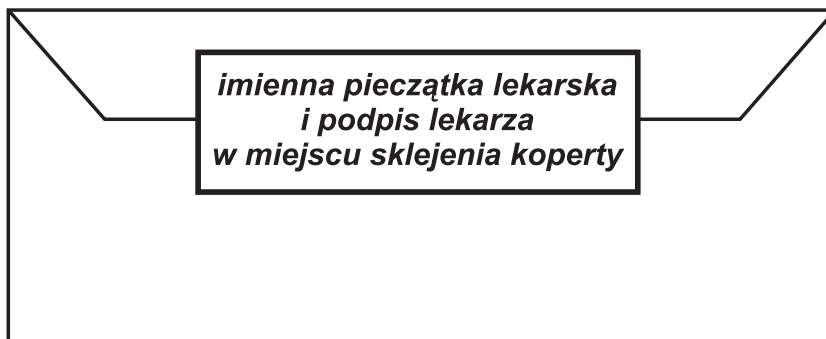 imienna pieczątka lekarska
i podpis lekarza
w miejscu sklejenia koperty